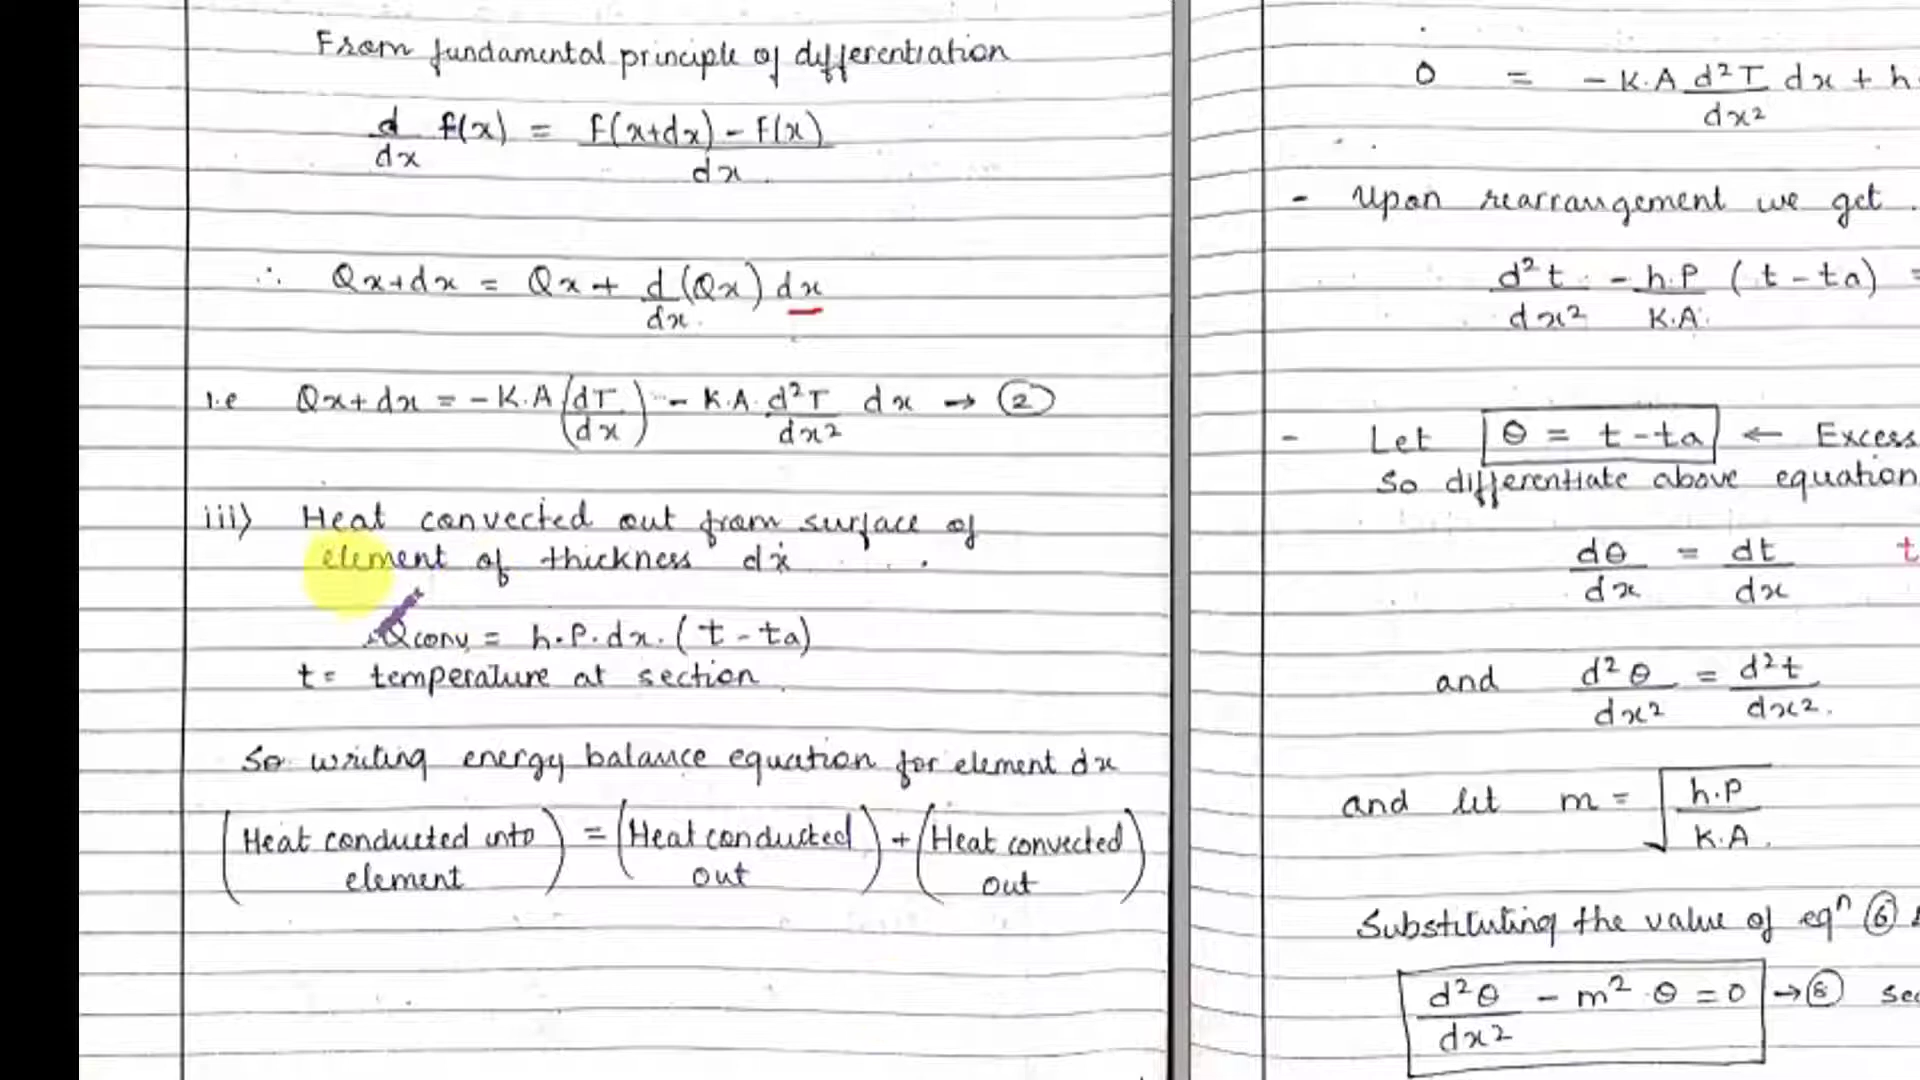 From fundamental principle of differentiation
d/dx f(x) = f(x+dx) - f(x) / dx
∴ Qx+dx = Qx + d/dx (Qx) dx
i.e Qx+dx = -K.A (dT/dx) - K.A. d²T/dx² dx → ②
iii) Heat convected out from surface of
element of thickness dx
Qconv = h.P.dx.(t - ta)
t = temperature at section
So writing energy balance equation for element dx
(Heat conducted into element) = (Heat conducted out) + (Heat convected out)
0 = -K.A d²T/dx² dx + h.
- Upon rearrangement we get.
d²t/dx² - h.P/K.A. (t - ta) =
- Let θ = t - ta ← Excess
So differentiate above equation
dθ/dx = dt/dx t
and d²θ/dx² = d²t/dx².
and let m = √(h.P/K.A.)
Substituting the value of eqⁿ ⑥
d²θ/dx² - m².θ = 0 → ⑧ sec